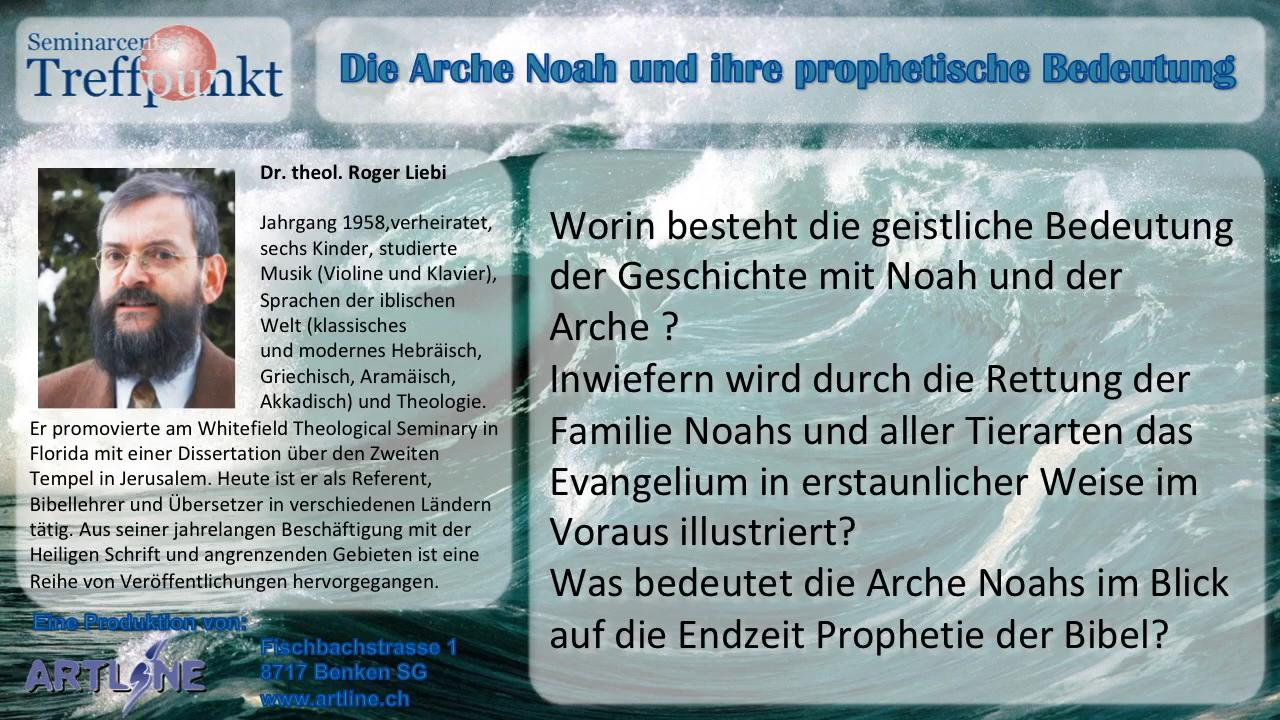 Seminarcenter
Treffpunkt
Die Arche Noah und ihre prophetische Bedeutung
Dr. theol. Roger Liebi
Jahrgang 1958,verheiratet,
sechs Kinder, studierte
Musik (Violine und Klavier),
Sprachen der iblischen
Welt (klassisches
und modernes Hebräisch,
Griechisch, Aramäisch,
Akkadisch) und Theologie.
Er promovierte am Whitefield Theological Seminary in
Florida mit einer Dissertation über den Zweiten
Tempel in Jerusalem. Heute ist er als Referent,
Bibellehrer und Übersetzer in verschiedenen Ländern
tätig. Aus seiner jahrelangen Beschäftigung mit der
Heiligen Schrift und angrenzenden Gebieten ist eine
Reihe von Veröffentlichungen hervorgegangen.
Eine Produktion von:
ARTLINE
Fischbachstrasse 1
8717 Benken SG
www.artline.ch
Worin besteht die geistliche Bedeutung
der Geschichte mit Noah und der
Arche ?
Inwiefern wird durch die Rettung der
Familie Noahs und aller Tierarten das
Evangelium in erstaunlicher Weise im
Voraus illustriert?
Was bedeutet die Arche Noahs im Blick
auf die Endzeit Prophetie der Bibel?